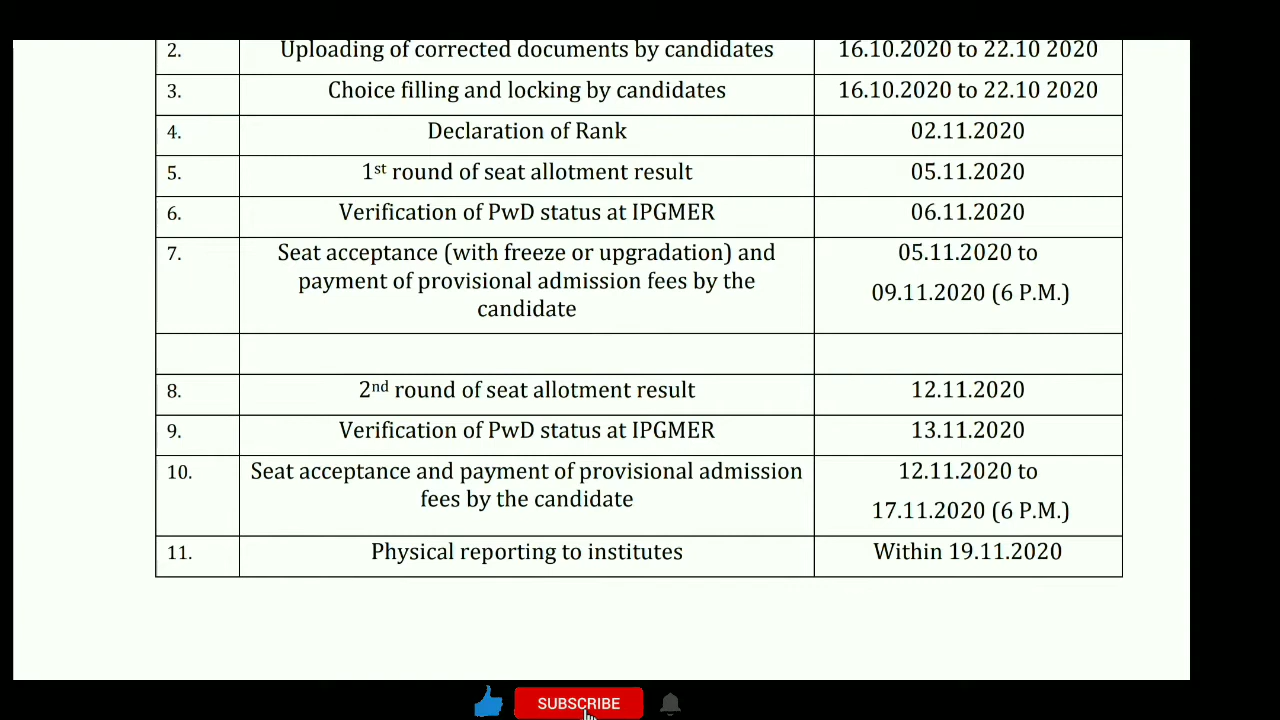 2. Uploading of corrected documents by candidates 16.10.2020 to 22.10 2020
3. Choice filling and locking by candidates 16.10.2020 to 22.10 2020
4. Declaration of Rank 02.11.2020
5. 1st round of seat allotment result 05.11.2020
6. Verification of PwD status at IPGMER 06.11.2020
7. Seat acceptance (with freeze or upgradation) and
payment of provisional admission fees by the
candidate
05.11.2020 to
09.11.2020 (6 P.M.)
8. 2nd round of seat allotment result 12.11.2020
9. Verification of PwD status at IPGMER 13.11.2020
10. Seat acceptance and payment of provisional admission
fees by the candidate
12.11.2020 to
17.11.2020 (6 P.M.)
11. Physical reporting to institutes Within 19.11.2020
SUBSCRIBE